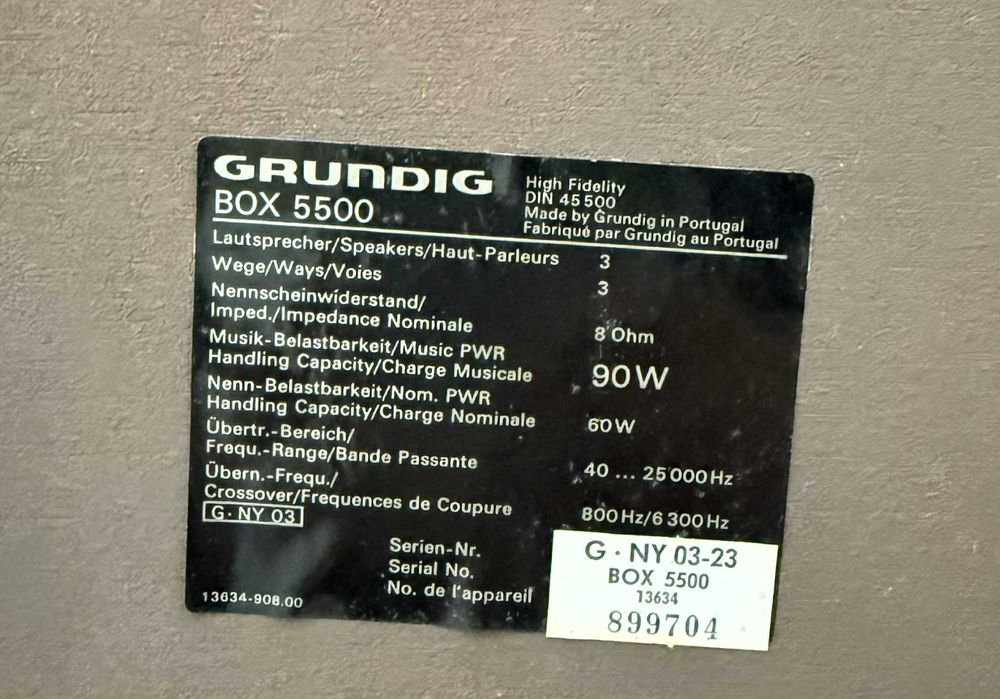 GRUNDIG
BOX 5500
High Fidelity
DIN 45500
Made by Grundig in Portugal
Fabriqué par Grundig au Portugal
Lautsprecher/Speakers/Haut-Parleurs 3
Wege/Ways/Voies 3
Nennscheinwiderstand/
Imped./Impedance Nominale 8 Ohm
Musik-Belastbarkeit/Music PWR
Handling Capacity/Charge Musicale 90W
Nenn-Belastbarkeit/Nom. PWR
Handling Capacity/Charge Nominale 60W
Übertr.-Bereich/
Frequ.-Range/Bande Passante 40 ... 25000Hz
Übern.-Frequ./
Crossover/Frequences de Coupure 800Hz/6300Hz
G·NY 03
Serien-Nr.
Serial No.
No. de l'appareil
13634-908.00
G·NY 03-23
BOX 5500
13634
899704